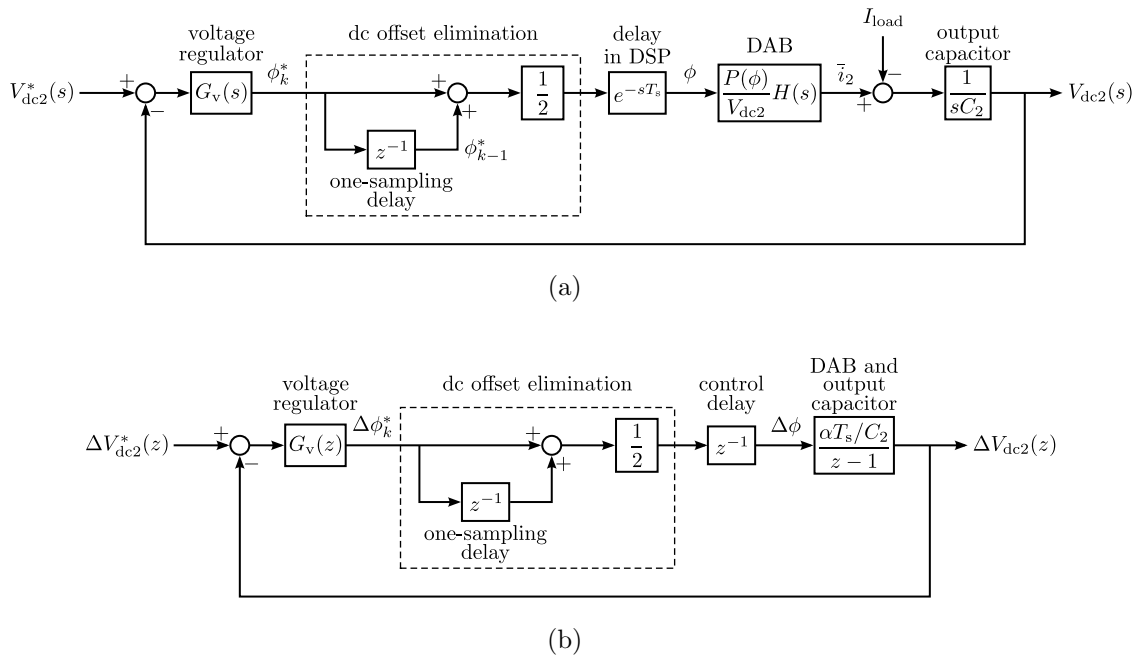 voltage regulator
dc offset elimination
delay in DSP
DAB
I_load
output capacitor
V*_dc2(s)
+
−
G_v(s)
φ*_k
+
+
1/2
e^{−sT_s}
φ
P(φ)/V_dc2 H(s)
ī_2
+
−
1/sC_2
V_dc2(s)
z^{−1}
φ*_{k−1}
one-sampling delay
(a)
voltage regulator
dc offset elimination
control delay
DAB and output capacitor
ΔV*_dc2(z)
+
−
G_v(z)
Δφ*_k
+
+
1/2
z^{−1}
Δφ
αT_s/C_2 / z − 1
ΔV_dc2(z)
z^{−1}
one-sampling delay
(b)